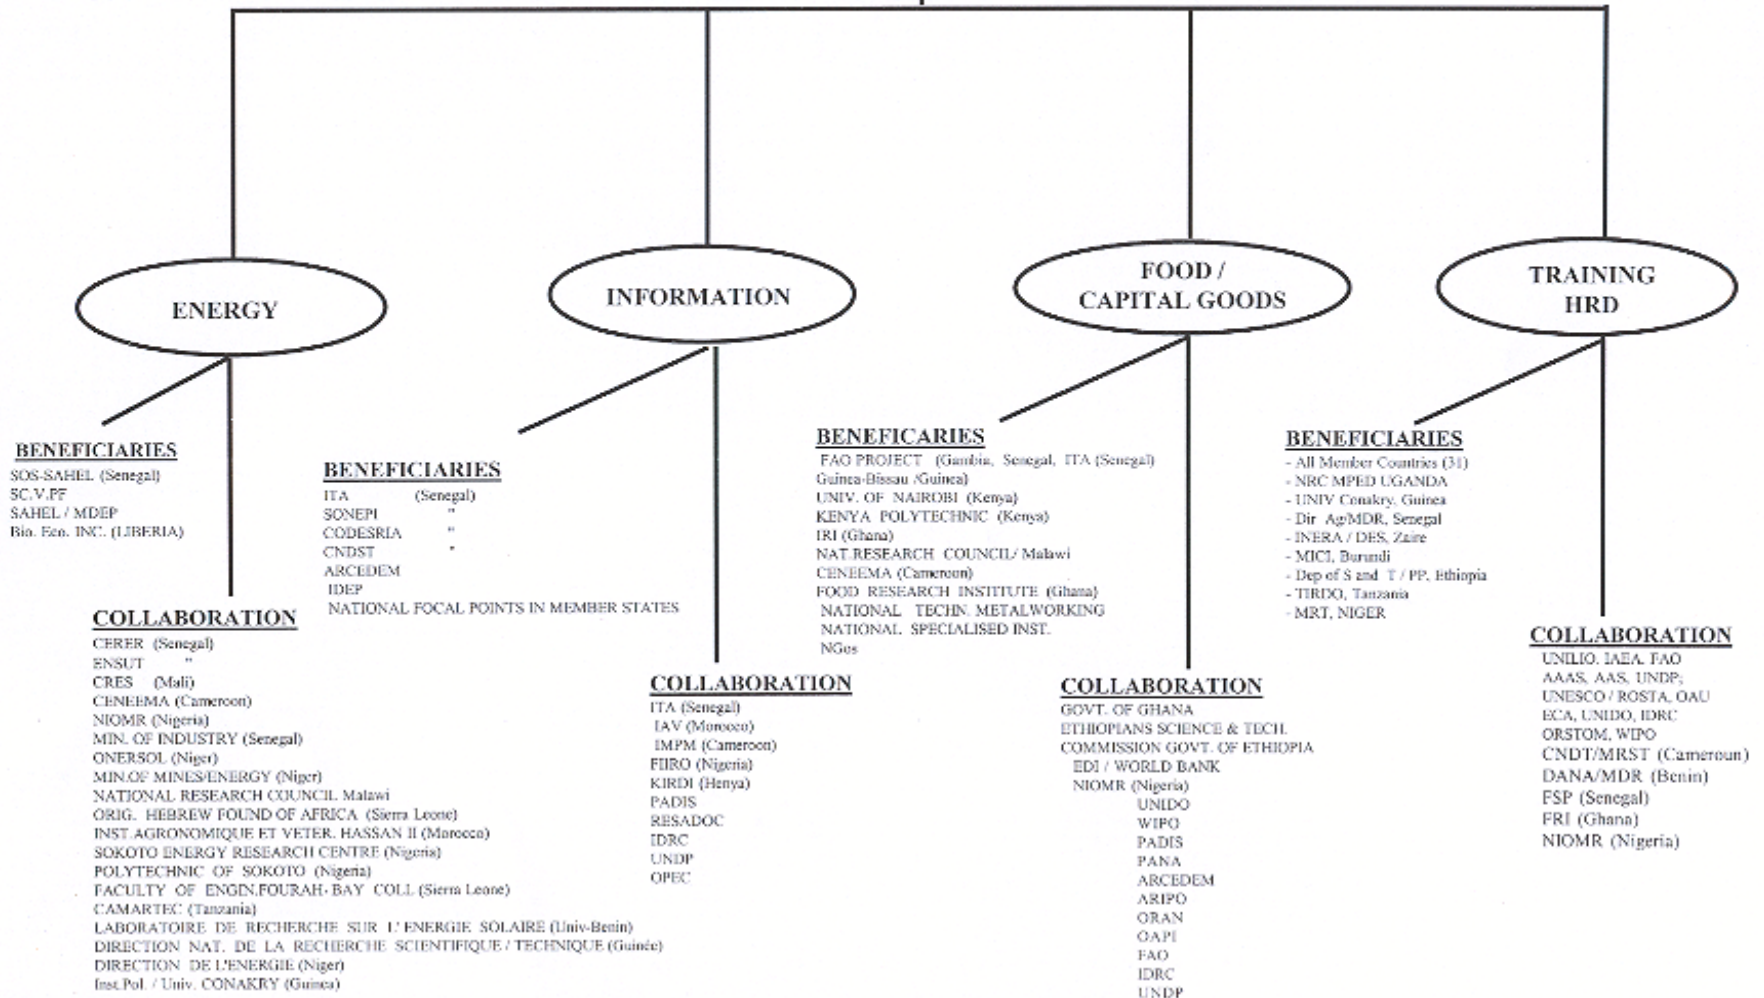 ENERGY
BENEFICIARIES
SOS-SAHEL (Senegal)
SC.V.PF
SAHEL / MDEP
Bio. Eco. INC. (LIBERIA)
COLLABORATION
CERER (Senegal)
ENSUT "
CRES (Mali)
CENEEMA (Cameroon)
NIOMR (Nigeria)
MIN. OF INDUSTRY (Senegal)
ONERSOL (Niger)
MIN.OF MINES/ENERGY (Niger)
NATIONAL RESEARCH COUNCIL Malawi
ORIG. HEBREW FOUND OF AFRICA (Sierra Leone)
INST.AGRONOMIQUE ET VETER. HASSAN II (Morocco)
SOKOTO ENERGY RESEARCH CENTRE (Nigeria)
POLYTECHNIC OF SOKOTO (Nigeria)
FACULTY OF ENGIN.FOURAH- BAY COLL (Sierra Leone)
CAMARTEC (Tanzania)
LABORATOIRE DE RECHERCHE SUR L' ENERGIE SOLAIRE (Univ-Benin)
DIRECTION NAT. DE LA RECHERCHE SCIENTIFIQUE / TECHNIQUE (Guinée)
DIRECTION DE L'ENERGIE (Niger)
Inst.Pol. / Univ. CONAKRY (Guinea)
INFORMATION
BENEFICIARIES
ITA (Senegal)
SONEPI "
CODESRIA "
CNDST "
ARCEDEM
IDEP
NATIONAL FOCAL POINTS IN MEMBER STATES
COLLABORATION
ITA (Senegal)
IAV (Morocco)
IMPM (Cameroon)
FIIRO (Nigeria)
KIRDI (Henya)
PADIS
RESADOC
IDRC
UNDP
OPEC
FOOD /
CAPITAL GOODS
BENEFICARIES
FAO PROJECT (Gambia, Senegal, ITA (Senegal)
Guinea-Bissau /Guinea)
UNIV. OF NAIROBI (Kenya)
KENYA POLYTECHNIC (Kenya)
IRI (Ghana)
NAT.RESEARCH COUNCIL/ Malawi
CENEEMA (Cameroon)
FOOD RESEARCH INSTITUTE (Ghana)
NATIONAL TECHN. METALWORKING
NATIONAL SPECIALISED INST.
NGos
COLLABORATION
GOVT. OF GHANA
ETHIOPIANS SCIENCE & TECH.
COMMISSION GOVT. OF ETHIOPIA
EDI / WORLD BANK
NIOMR (Nigeria)
UNIDO
WIPO
PADIS
PANA
ARCEDEM
ARIPO
ORAN
OAPI
FAO
IDRC
UNDP
TRAINING
HRD
BENEFICIARIES
- All Member Countries (31)
- NRC MPED UGANDA
- UNIV Conakry, Guinea
- Dir Ag/MDR, Senegal
- INERA / DES, Zaire
- MICI, Burundi
- Dep of S and T / PP, Ethiopia
- TIRDO, Tanzania
- MRT, NIGER
COLLABORATION
UNILIO, IAEA, FAO
AAAS, AAS, UNDP;
UNESCO / ROSTA, OAU
ECA, UNIDO, IDRC
ORSTOM, WIPO
CNDT/MRST (Cameroun)
DANA/MDR (Benin)
FSP (Senegal)
FRI (Ghana)
NIOMR (Nigeria)